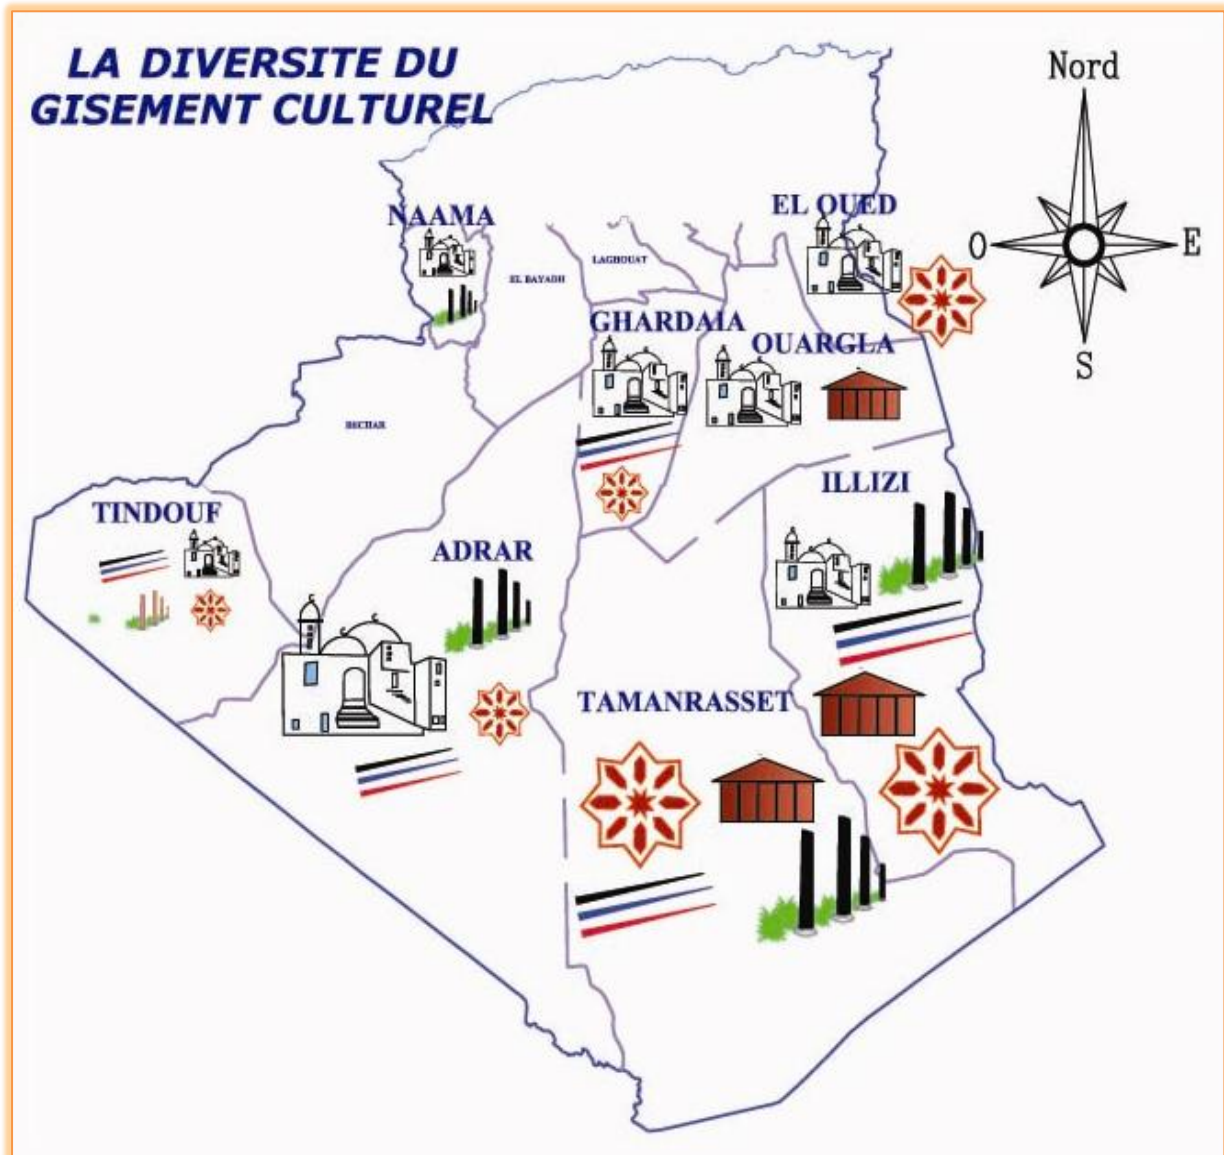 LA DIVERSITE DU
GISEMENT CULTUREL
Nord
NAAMA
EL OUED
O
E
LAGHOUAT
EL BAYADH
GHARDAIA
OUARGLA
S
BECHAR
ILLIZI
TINDOUF
ADRAR
TAMANRASSET